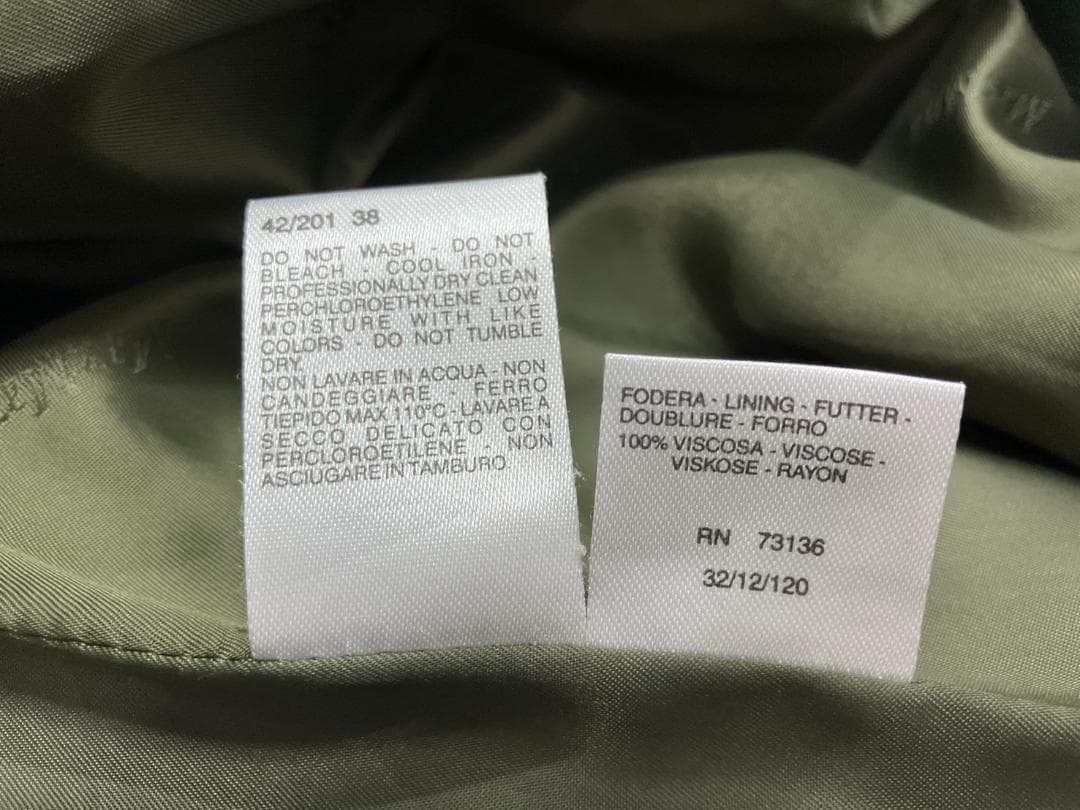 42/201 38
DO NOT WASH - DO NOT
BLEACH - COOL IRON -
PROFESSIONALLY DRY CLEAN
PERCHLOROETHYLENE LOW
MOISTURE WITH LIKE
COLORS - DO NOT TUMBLE
DRY.
NON LAVARE IN ACQUA - NON
CANDEGGIARE - FERRO
TIEPIDO MAX 110°C - LAVARE A
SECCO DELICATO CON
PERCLOROETILENE - NON
ASCIUGARE IN TAMBURO
FODERA - LINING - FUTTER -
DOUBLURE - FORRO
100% VISCOSA - VISCOSE -
VISKOSE - RAYON
RN 73136
32/12/120